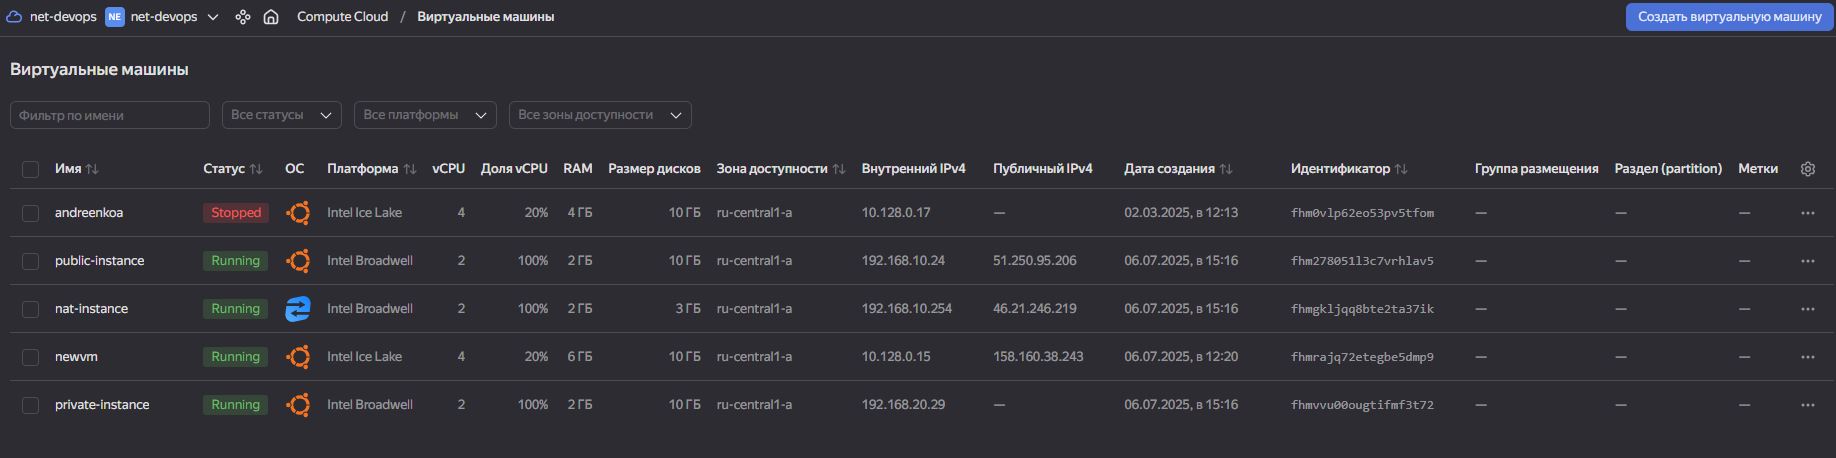 net-devops NE net-devops Compute Cloud / Виртуальные машины Создать виртуальную машину
Виртуальные машины
Фильтр по имени Все статусы Все платформы Все зоны доступности
Имя Статус ОС Платформа vCPU Доля vCPU RAM Размер дисков Зона доступности Внутренний IPv4 Публичный IPv4 Дата создания Идентификатор Группа размещения Раздел (partition) Метки
andreenkoa Stopped Intel Ice Lake 4 20% 4 ГБ 10 ГБ ru-central1-a 10.128.0.17 — 02.03.2025, в 12:13 fhm0vlp62eo53pv5tfom — — —
public-instance Running Intel Broadwell 2 100% 2 ГБ 10 ГБ ru-central1-a 192.168.10.24 51.250.95.206 06.07.2025, в 15:16 fhm278051l3c7vrhlav5 — — —
nat-instance Running Intel Broadwell 2 100% 2 ГБ 3 ГБ ru-central1-a 192.168.10.254 46.21.246.219 06.07.2025, в 15:16 fhmgkljqq8bte2ta37ik — — —
newvm Running Intel Ice Lake 4 20% 6 ГБ 10 ГБ ru-central1-a 10.128.0.15 158.160.38.243 06.07.2025, в 12:20 fhmrajq72etegbe5dmp9 — — —
private-instance Running Intel Broadwell 2 100% 2 ГБ 10 ГБ ru-central1-a 192.168.20.29 — 06.07.2025, в 15:16 fhmvvu00ougtifmf3t72 — — —